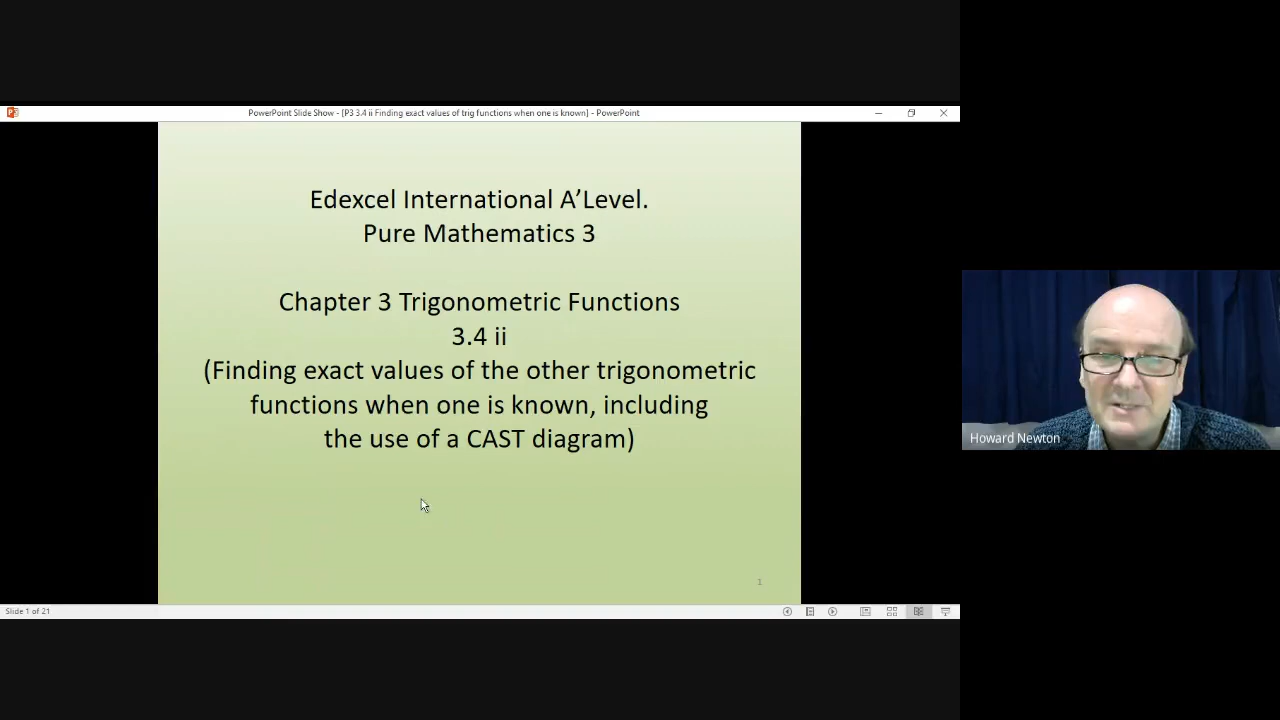 PowerPoint Slide Show - [P3 3.4 ii Finding exact values of trig functions when one is known] - PowerPoint
Edexcel International A’Level.
Pure Mathematics 3
Chapter 3 Trigonometric Functions
3.4 ii
(Finding exact values of the other trigonometric
functions when one is known, including
the use of a CAST diagram)
1
Slide 1 of 21
Howard Newton